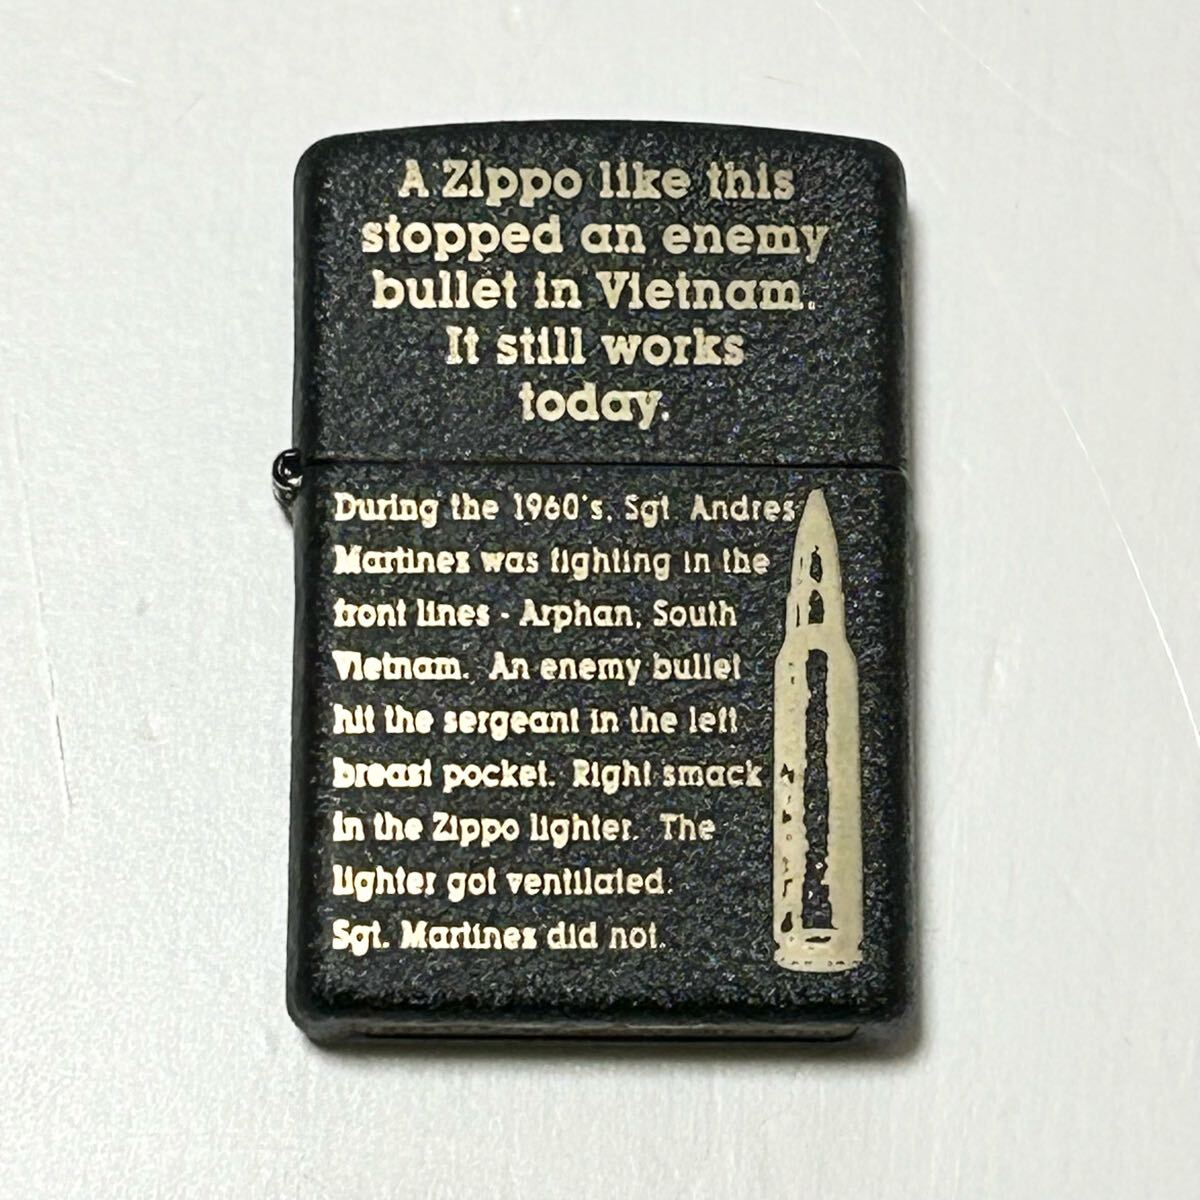 A Zippo like this
stopped an enemy
bullet in Vietnam.
It still works
today.
During the 1960's, Sgt. Andres
Martinez was fighting in the
front lines - Arphan, South
Vietnam. An enemy bullet
hit the sergeant in the left
breast pocket. Right smack
in the Zippo lighter. The
lighter got ventilated.
Sgt. Martinez did not.